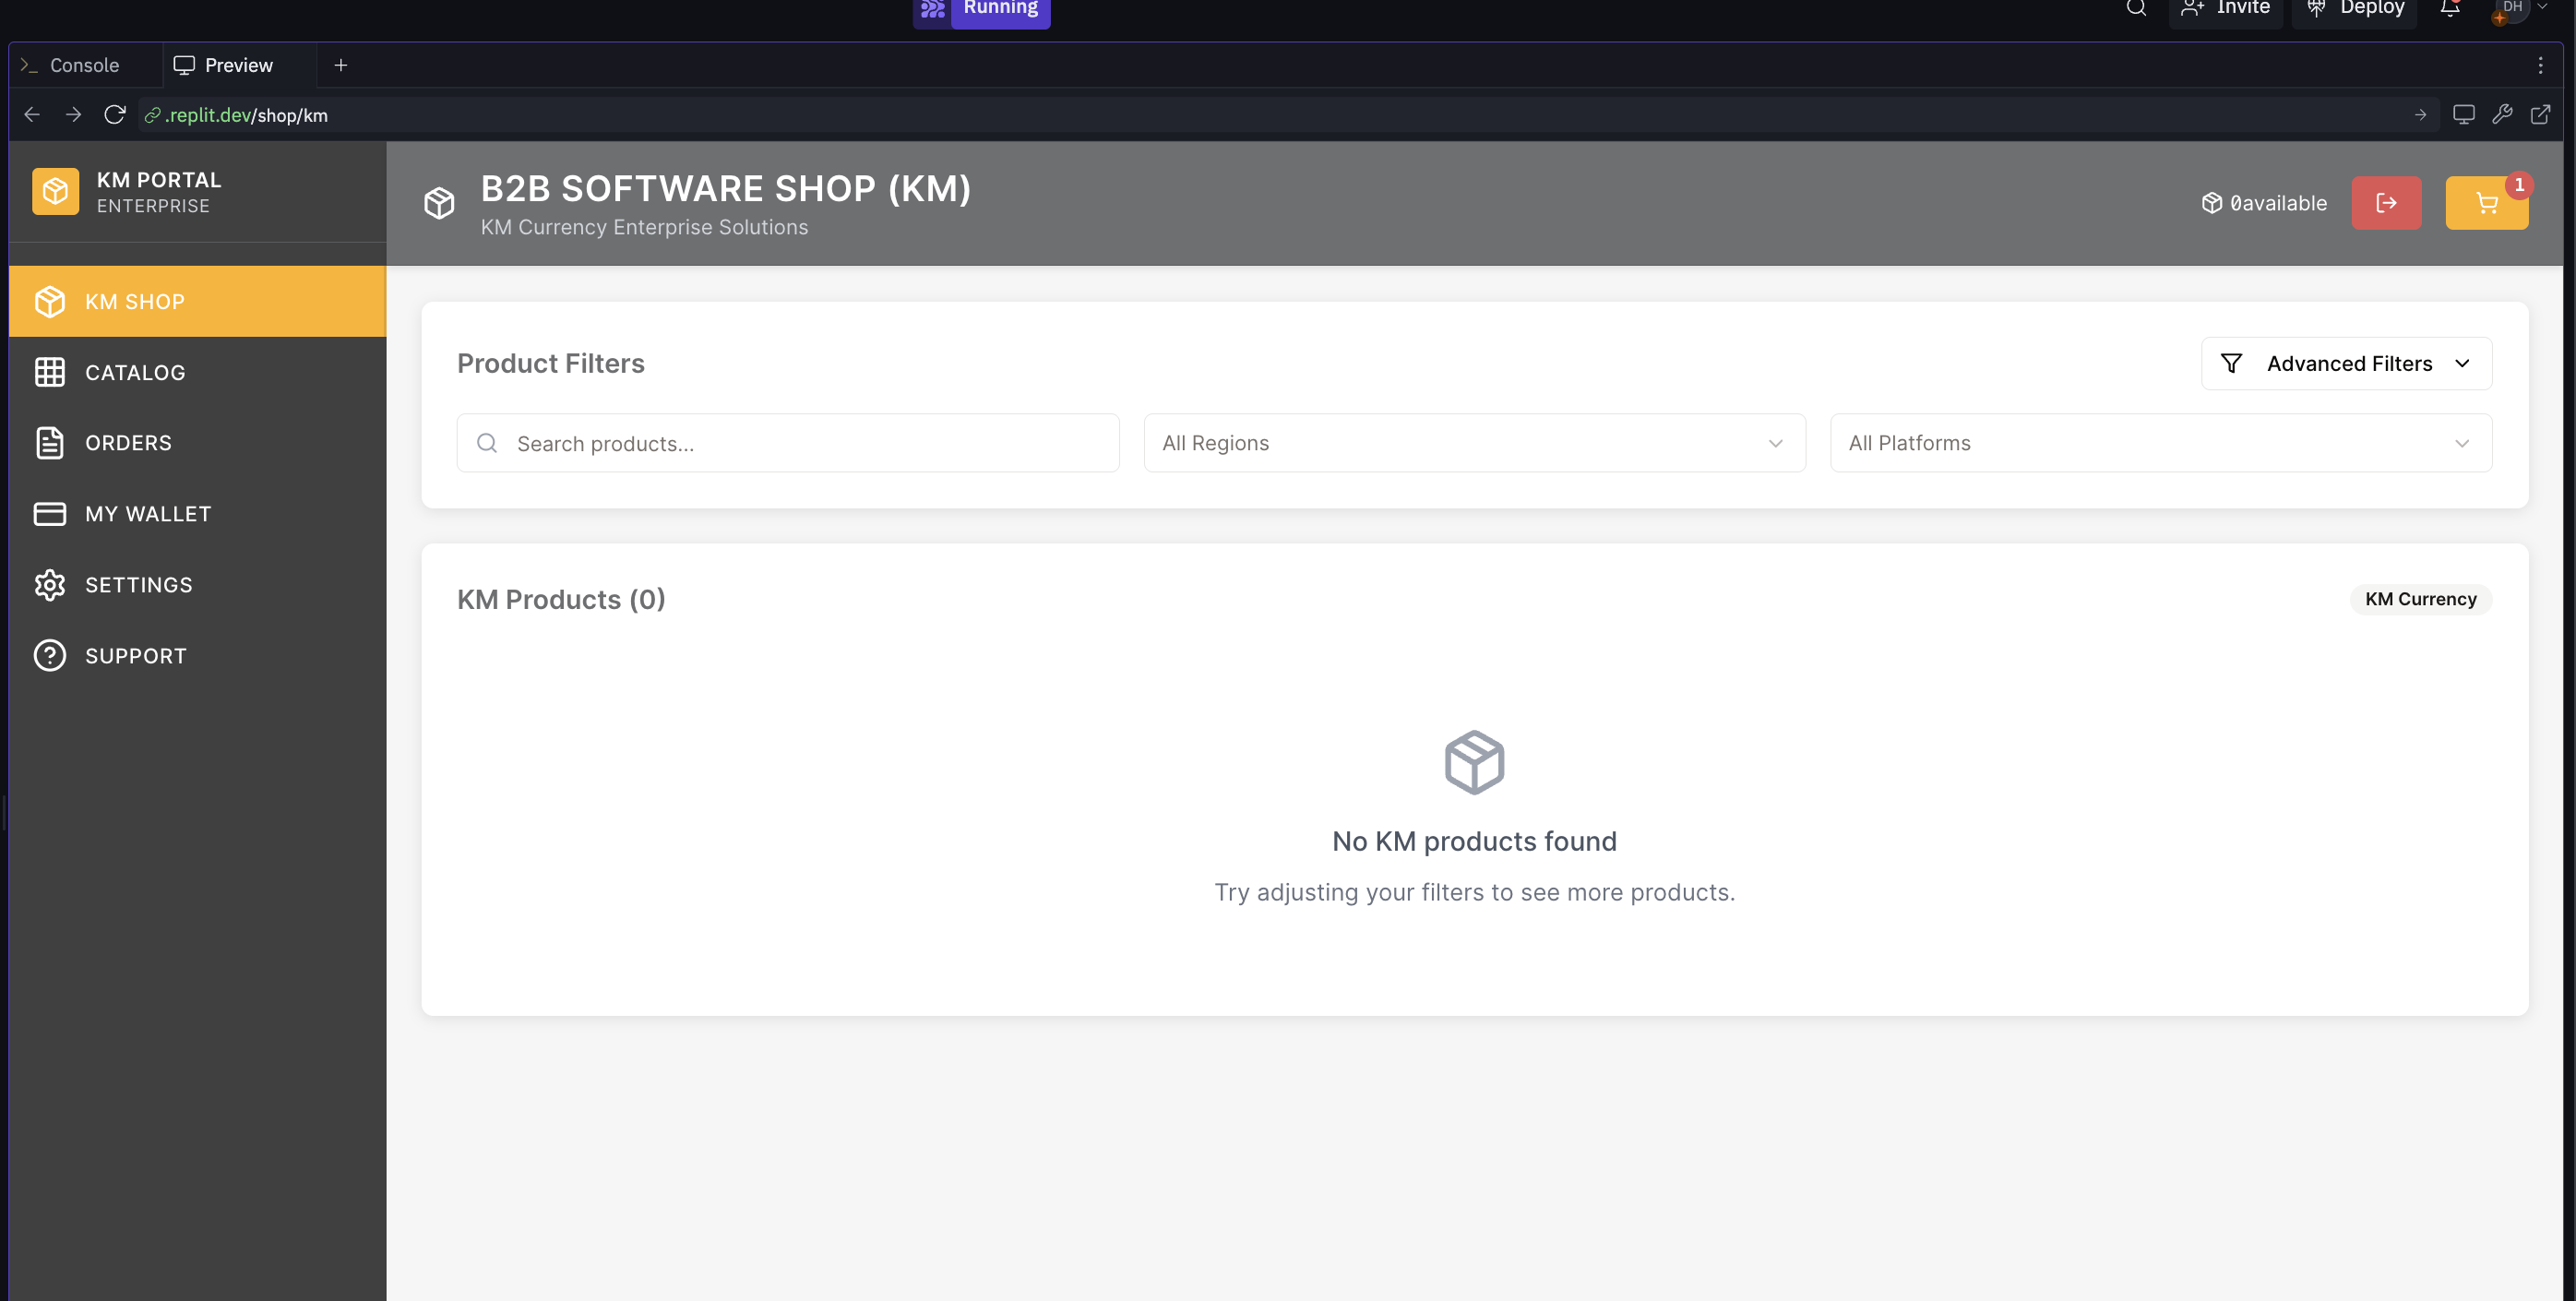 Running
Invite
Deploy
DH
Console
Preview
.replit.dev/shop/km
KM PORTAL
ENTERPRISE
B2B SOFTWARE SHOP (KM)
KM Currency Enterprise Solutions
0available
1
KM SHOP
CATALOG
ORDERS
MY WALLET
SETTINGS
SUPPORT
Product Filters
Advanced Filters
Search products...
All Regions
All Platforms
KM Products (0)
KM Currency
No KM products found
Try adjusting your filters to see more products.